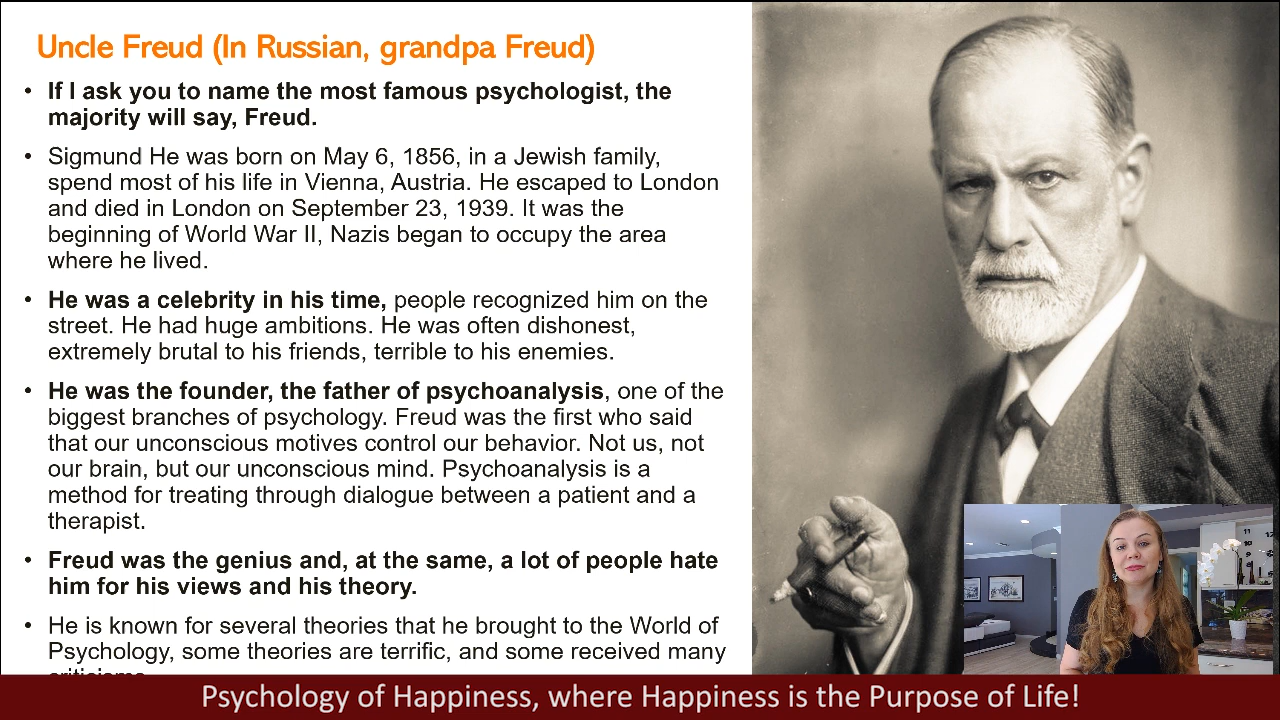 Uncle Freud (In Russian, grandpa Freud)
• If I ask you to name the most famous psychologist, the
majority will say, Freud.
• Sigmund He was born on May 6, 1856, in a Jewish family,
spend most of his life in Vienna, Austria. He escaped to London
and died in London on September 23, 1939. It was the
beginning of World War II, Nazis began to occupy the area
where he lived.
• He was a celebrity in his time, people recognized him on the
street. He had huge ambitions. He was often dishonest,
extremely brutal to his friends, terrible to his enemies.
• He was the founder, the father of psychoanalysis, one of the
biggest branches of psychology. Freud was the first who said
that our unconscious motives control our behavior. Not us, not
our brain, but our unconscious mind. Psychoanalysis is a
method for treating through dialogue between a patient and a
therapist.
• Freud was the genius and, at the same, a lot of people hate
him for his views and his theory.
• He is known for several theories that he brought to the World of
Psychology, some theories are terrific, and some received many
Psychology of Happiness, where Happiness is the Purpose of Life!